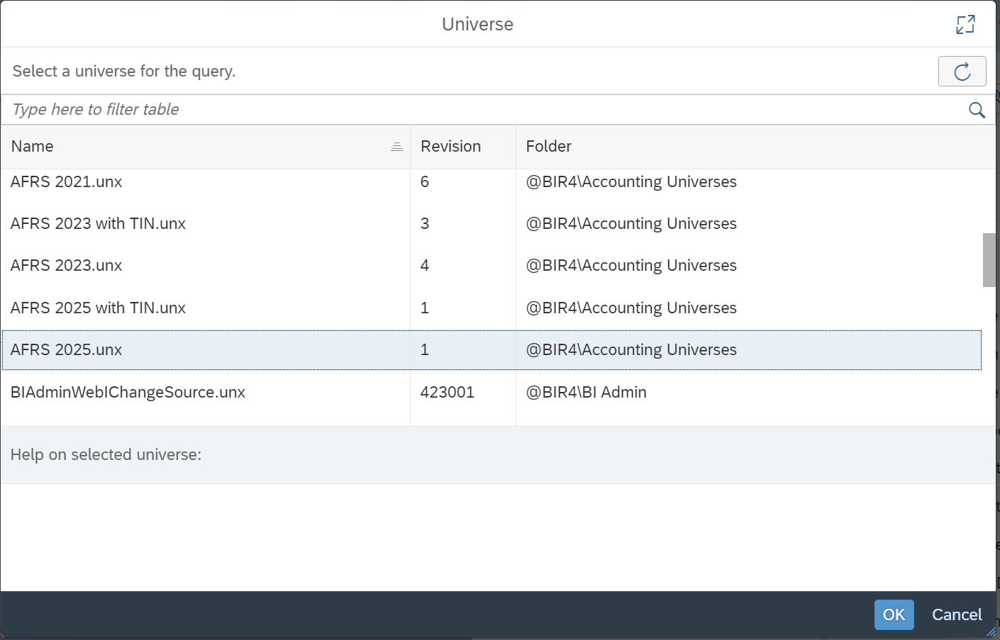 Universe
Select a universe for the query.
Type here to filter table
Name Revision Folder
AFRS 2021.unx 6 @BIR4\Accounting Universes
AFRS 2023 with TIN.unx 3 @BIR4\Accounting Universes
AFRS 2023.unx 4 @BIR4\Accounting Universes
AFRS 2025 with TIN.unx 1 @BIR4\Accounting Universes
AFRS 2025.unx 1 @BIR4\Accounting Universes
BIAdminWebIChangeSource.unx 423001 @BIR4\BI Admin
Help on selected universe:
OK Cancel